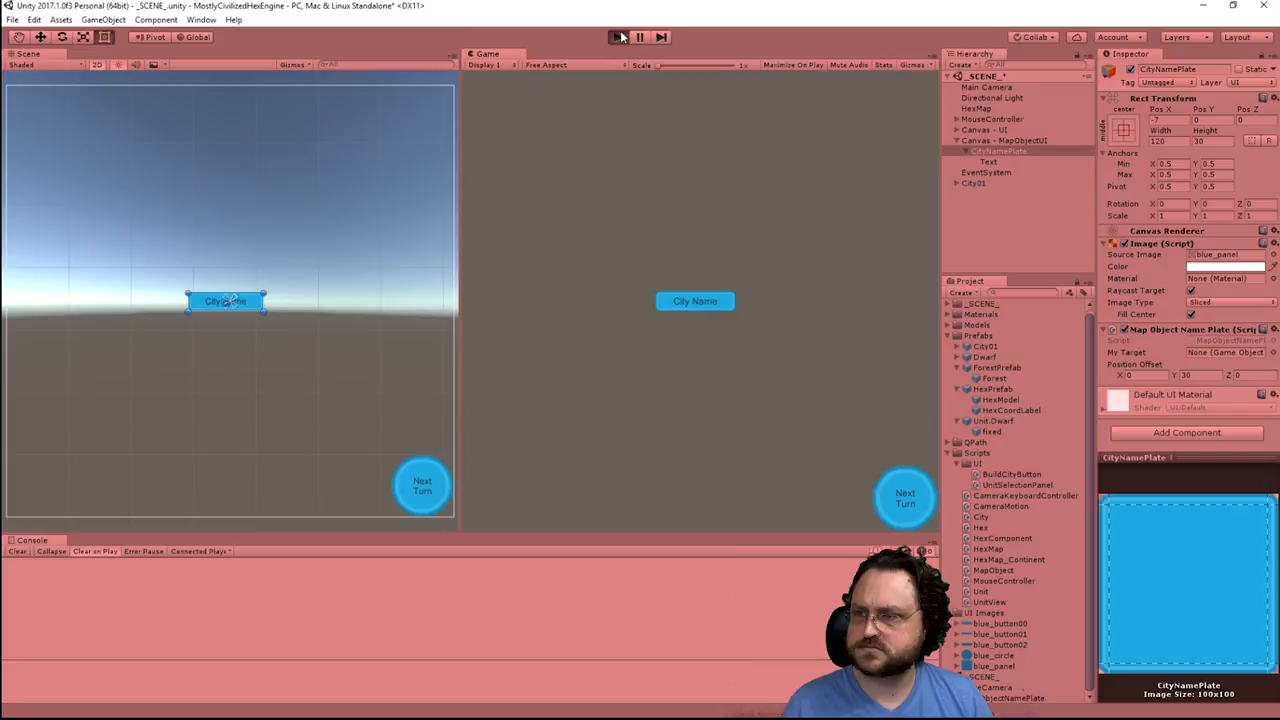 Unity 2017.1.0f3 Personal (64bit) - _SCENE_.unity - MostlyCivilizedHexEngine - PC, Mac & Linux Standalone* <DX11>
File Edit Assets GameObject Component Window Help
Pivot Global Collab Account Layers Layout
Scene
Shaded 2D Gizmos All
Game
Display 1 Free Aspect Scale 1x Maximize On Play Mute Audio Stats Gizmos
City Name
Next
Turn
City Name
Next
Turn
Hierarchy
Create All
_SCENE_*
Main Camera
Directional Light
HexMap
MouseController
Canvas - UI
Canvas - MapObjectUI
CityNamePlate
Text
EventSystem
City01
Project
Create
_SCENE_
Materials
Models
Prefabs
City01
Dwarf
ForestPrefab
Forest
HexPrefab
HexModel
HexCoordLabel
Unit.Dwarf
fixed
QPath
Scripts
UI
BuildCityButton
UnitSelectionPanel
CameraKeyboardController
CameraMotion
City
Hex
HexComponent
HexMap
HexMap_Continent
MapObject
MouseController
Unit
UnitView
UI Images
blue_button00
blue_button01
blue_button02
blue_circle
blue_panel
_SCENE_
Inspector
CityNamePlate Static
Tag Untagged Layer UI
Rect Transform
center Pos X Pos Y Pos Z
-7 0 0
middle Width Height
120 30 R
Anchors
Min X 0.5 Y 0.5
Max X 0.5 Y 0.5
Pivot X 0.5 Y 0.5
Rotation X 0 Y 0 Z 0
Scale X 1 Y 1 Z 1
Canvas Renderer
Image (Script)
Source Image blue_panel
Color
Material None (Material)
Raycast Target
Image Type Sliced
Fill Center
Map Object Name Plate (Scrip
Script MapObjectNamePl
My Target None (Game Object
Position Offset
X 0 Y 30 Z 0
Default UI Material
Shader UI/Default
Add Component
CityNamePlate
CityNamePlate
Image Size: 100x100
Console
Clear Collapse Clear on Play Error Pause Connected Playe